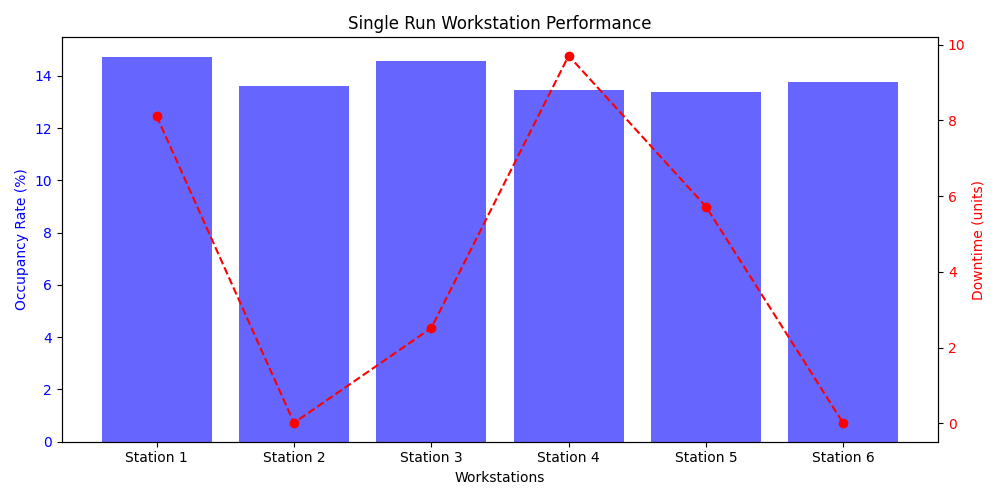 Single Run Workstation Performance
Occupancy Rate (%)
14
12
10
8
6
4
2
0
10
8
6
4
2
0
Downtime (units)
Station 1 Station 2 Station 3 Station 4 Station 5 Station 6
Workstations